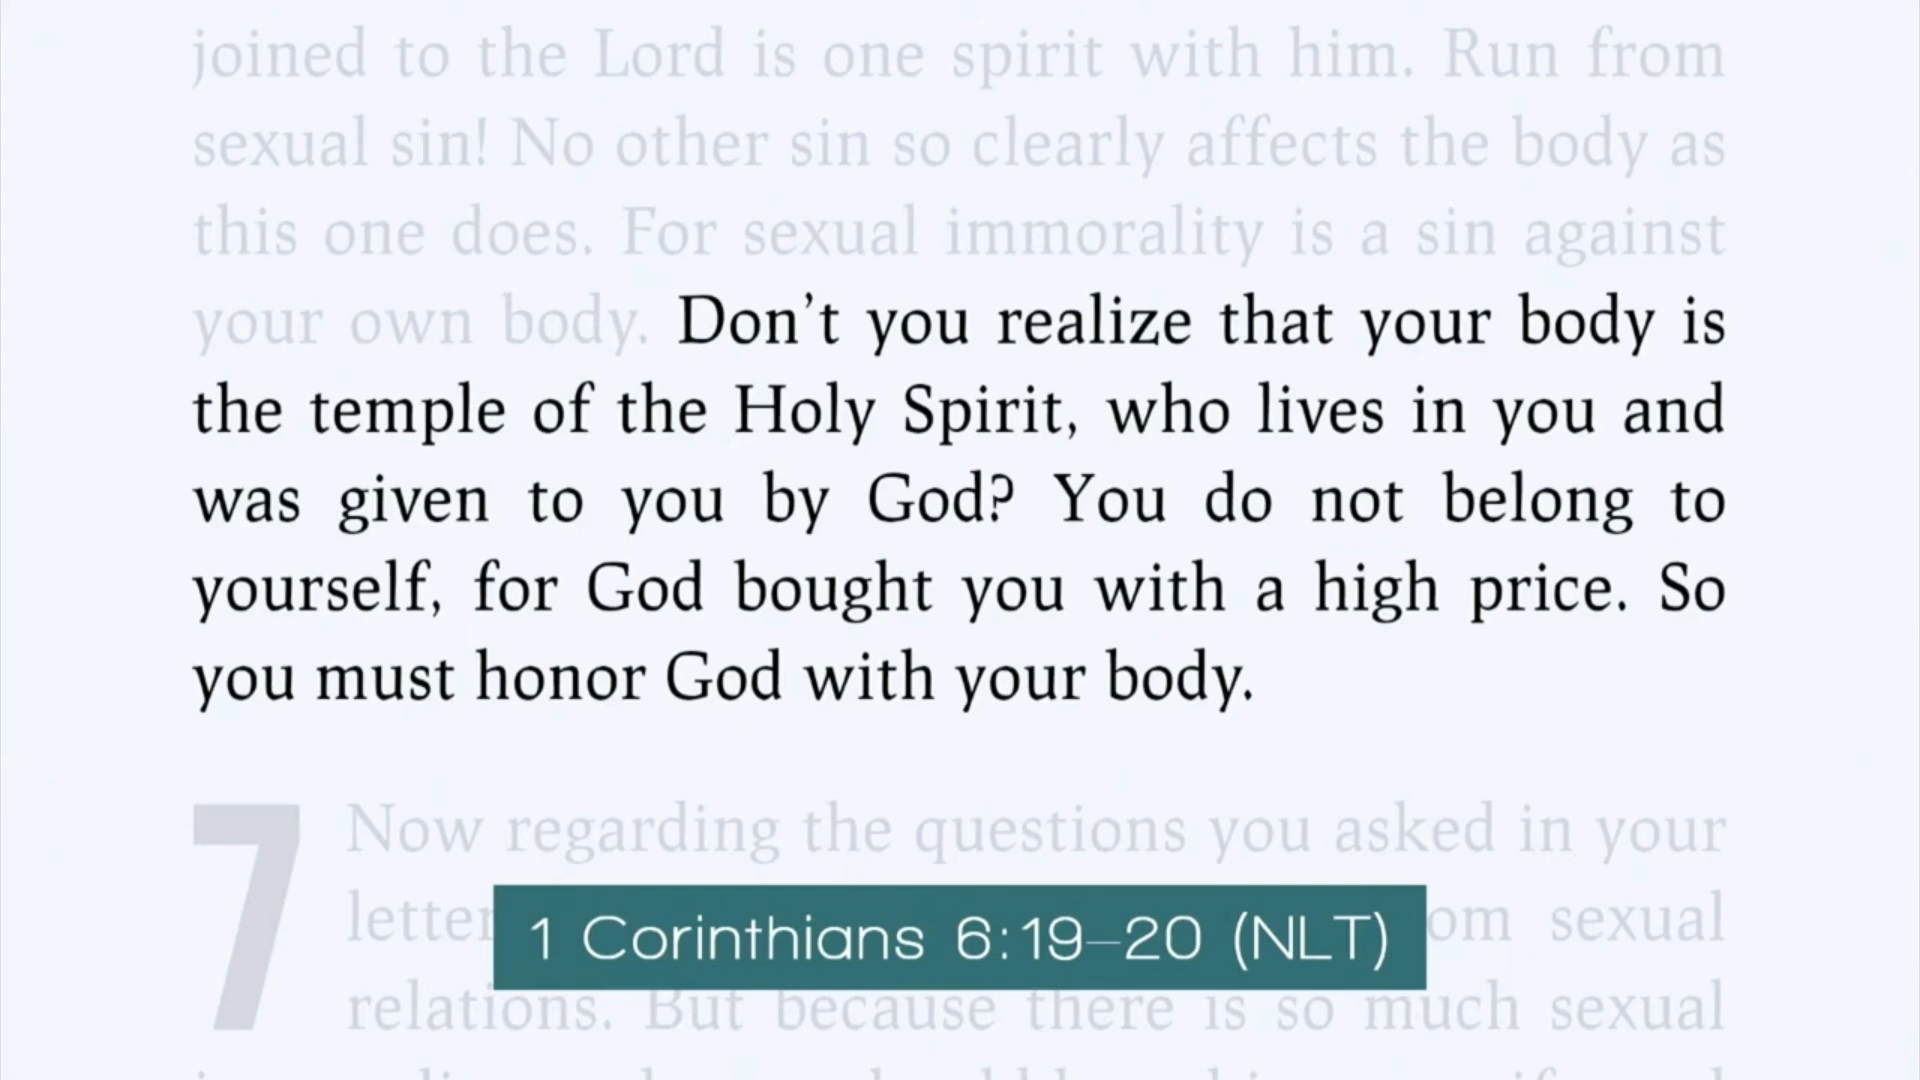 joined to the Lord is one spirit with him. Run from
sexual sin! No other sin so clearly affects the body as
this one does. For sexual immorality is a sin against
your own body. Don’t you realize that your body is
the temple of the Holy Spirit, who lives in you and
was given to you by God? You do not belong to
yourself, for God bought you with a high price. So
you must honor God with your body.
7
Now regarding the questions you asked in your
letter om sexual
1 Corinthians 6:19–20 (NLT)
relations. But because there is so much sexual